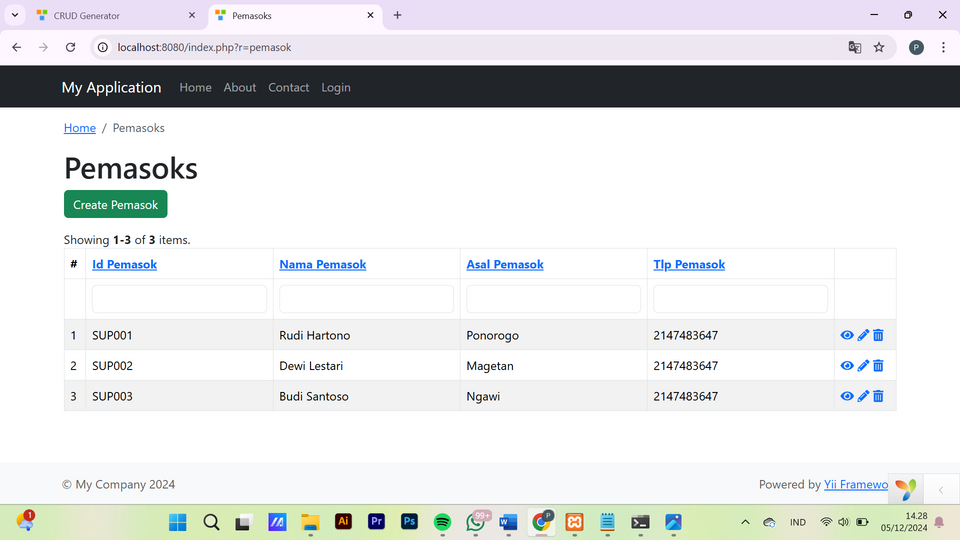 CRUD Generator
Pemasoks
localhost:8080/index.php?r=pemasok
P
My Application Home About Contact Login
Home / Pemasoks
Pemasoks
Create Pemasok
Showing 1-3 of 3 items.
# Id Pemasok Nama Pemasok Asal Pemasok Tlp Pemasok
1 SUP001 Rudi Hartono Ponorogo 2147483647
2 SUP002 Dewi Lestari Magetan 2147483647
3 SUP003 Budi Santoso Ngawi 2147483647
© My Company 2024 Powered by Yii Framewo
1 Ai Pr Ps 99+ W P IND 14.28
05/12/2024